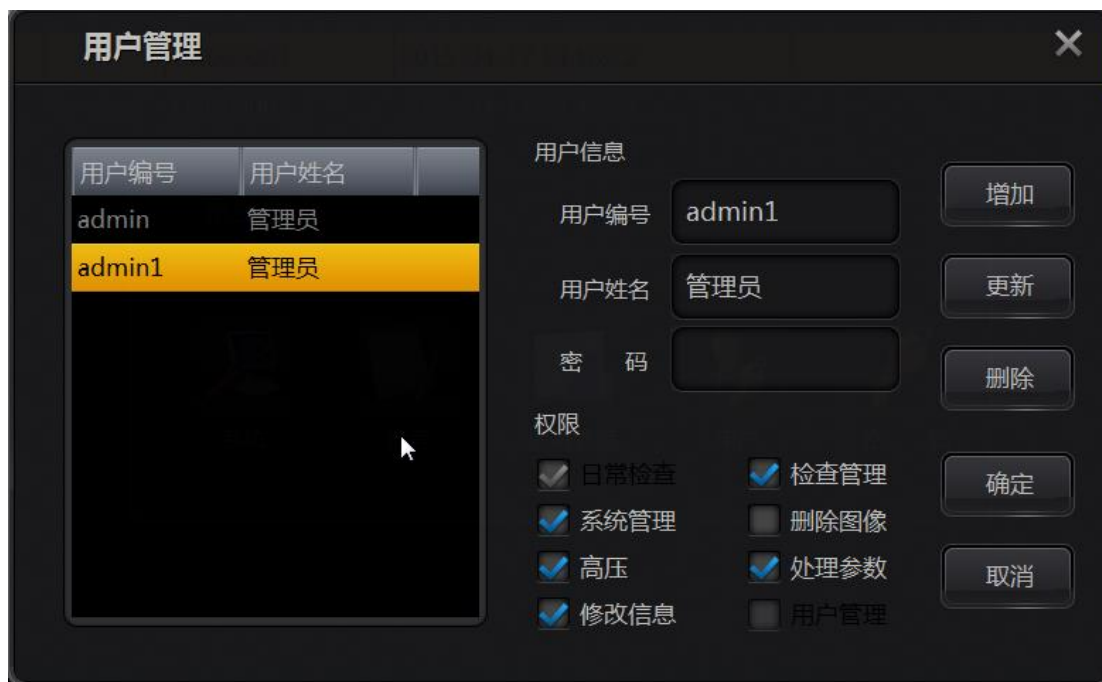 用户管理
用户编号 用户姓名
admin 管理员
admin1 管理员
用户信息
用户编号 admin1
用户姓名 管理员
密 码
权限
日常检查 检查管理
系统管理 删除图像
高压 处理参数
修改信息 用户管理
增加
更新
删除
确定
取消